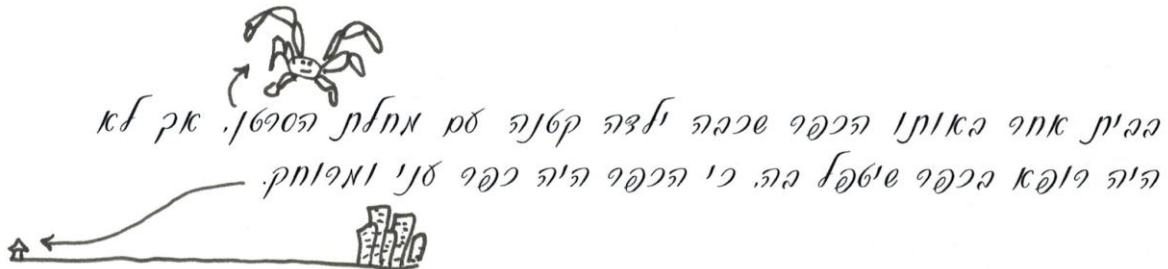 בבית אחר באותו הכפר שכבה ילדה קטנה עם מחלת הסרטן, אך לא
היה רופא בכפר שיטפל בה, כי הכפר היה כפר עני ומרוחק.